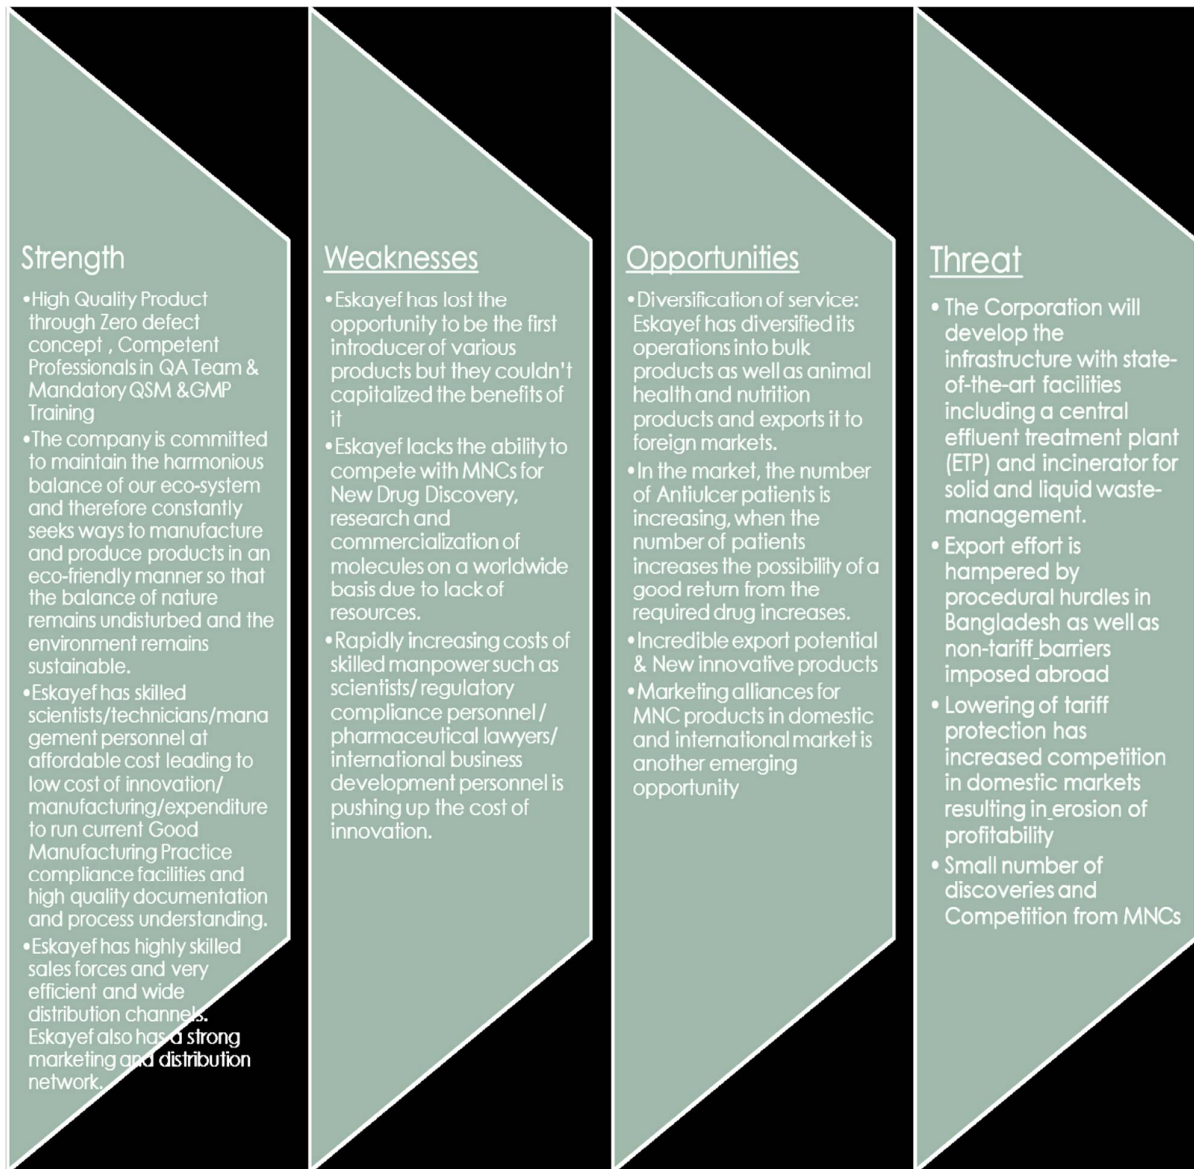 Strength
•High Quality Product
through Zero defect
concept , Competent
Professionals in QA Team &
Mandatory QSM &GMP
Training
•The company is committed
to maintain the harmonious
balance of our eco-system
and therefore constantly
seeks ways to manufacture
and produce products in an
eco-friendly manner so that
the balance of nature
remains undisturbed and the
environment remains
sustainable.
•Eskayef has skilled
scientists/technicians/mana
gement personnel at
affordable cost leading to
low cost of innovation/
manufacturing/expenditure
to run current Good
Manufacturing Practice
compliance facilities and
high quality documentation
and process understanding.
•Eskayef has highly skilled
sales forces and very
efficient and wide
distribution channels.
Eskayef also has a strong
marketing and distribution
network.
Weaknesses
•Eskayef has lost the
opportunity to be the first
introducer of various
products but they couldn't
capitalized the benefits of
it
•Eskayef lacks the ability to
compete with MNCs for
New Drug Discovery,
research and
commercialization of
molecules on a worldwide
basis due to lack of
resources.
•Rapidly increasing costs of
skilled manpower such as
scientists/ regulatory
compliance personnel /
pharmaceutical lawyers/
international business
development personnel is
pushing up the cost of
innovation.
Opportunities
•Diversification of service:
Eskayef has diversified its
operations into bulk
products as well as animal
health and nutrition
products and exports it to
foreign markets.
•In the market, the number
of Antiulcer patients is
increasing, when the
number of patients
increases the possibility of a
good return from the
required drug increases.
•Incredible export potential
& New innovative products
•Marketing alliances for
MNC products in domestic
and international market is
another emerging
opportunity
Threat
• The Corporation will
develop the
infrastructure with state-
of-the-art facilities
including a central
effluent treatment plant
(ETP) and incinerator for
solid and liquid waste-
management.
• Export effort is
hampered by
procedural hurdles in
Bangladesh as well as
non-tariff_barriers
imposed abroad
• Lowering of tariff
protection has
increased competition
in domestic markets
resulting in_erosion of
profitability
• Small number of
discoveries and
Competition from MNCs